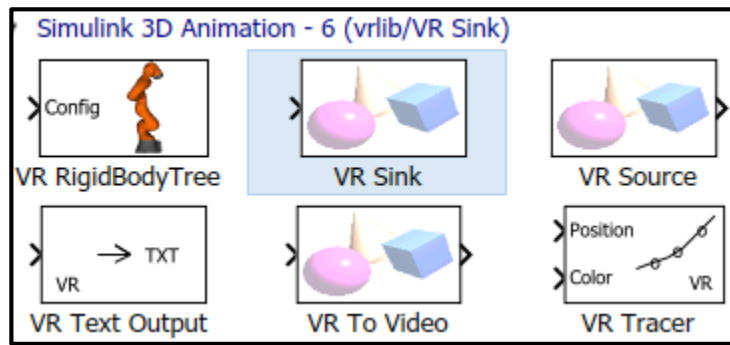 Simulink 3D Animation - 6 (vrlib/VR Sink)
Config
VR RigidBodyTree
VR Sink
VR Source
VR
TXT
VR Text Output
VR To Video
Position
Color
VR
VR Tracer